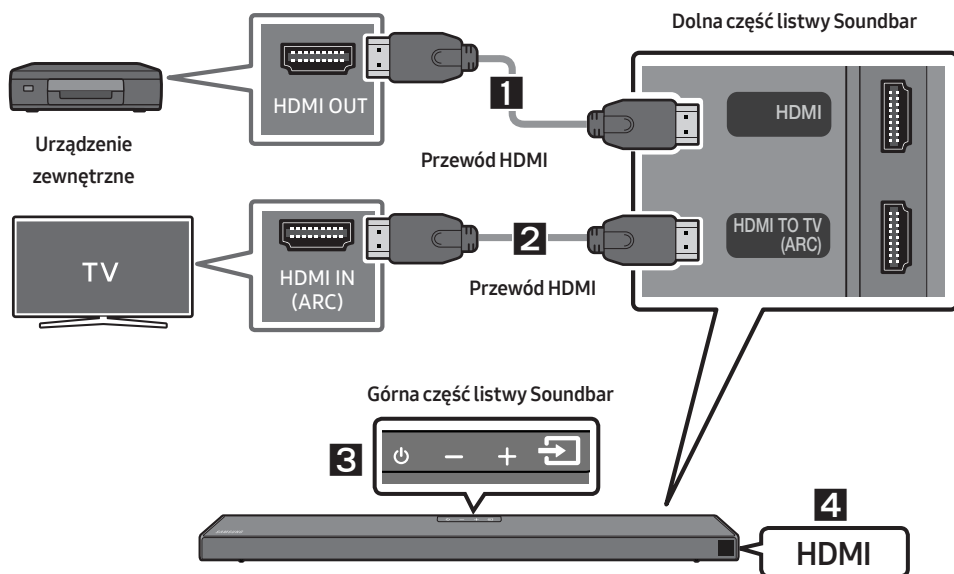 Dolna część listwy Soundbar
HDMI OUT
1
HDMI
Urządzenie
zewnętrzne
Przewód HDMI
TV
HDMI IN
(ARC)
2
HDMI TO TV
(ARC)
Przewód HDMI
Górna część listwy Soundbar
3
4
SAMSUNG
HDMI